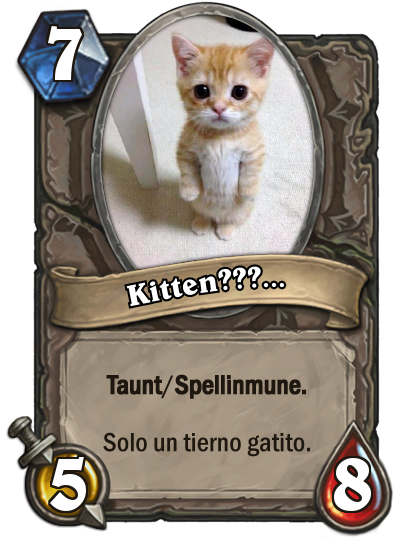 7
Kitten???...
Taunt/Spellinmune.
Solo un tierno gatito.
5
8